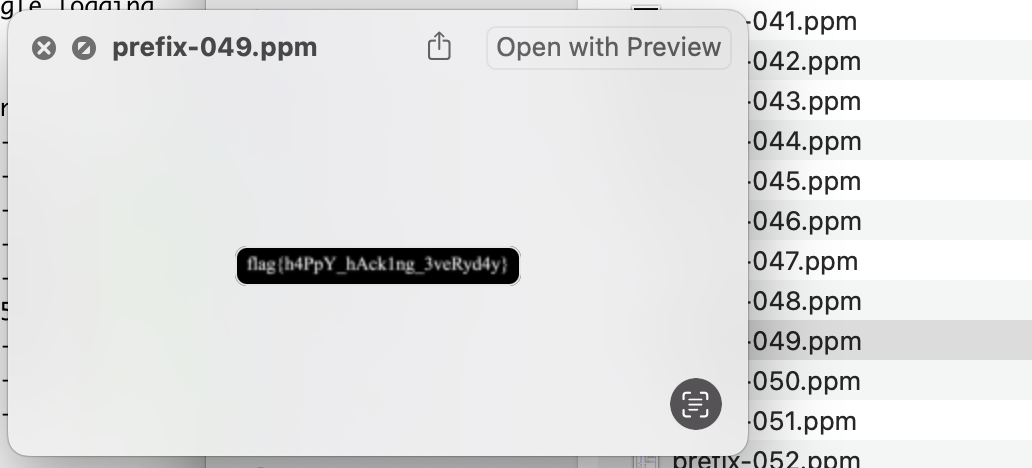 gle logging
prefix-049.ppm
Open with Preview
flag{h4PpY_hAck1ng_3veRyd4y}
-041.ppm
-042.ppm
-043.ppm
-044.ppm
-045.ppm
-046.ppm
-047.ppm
-048.ppm
-049.ppm
-050.ppm
-051.ppm
prefix-052.ppm